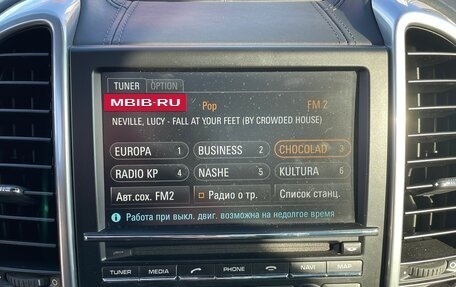 TUNER OPTION
MBIB-RU Pop FM 2
NEVILLE, LUCY - FALL AT YOUR FEET (BY CROWDED HOUSE)
EUROPA 1 BUSINESS 2 CHOCOLAD 3
RADIO KP 4 NASHE 5 KULTURA 6
Авт.сох. FM2 Радио о тр. Список станц.
Работа при выкл. двиг. возможна на недолгое время
TUNER MEDIA PHONE NAVI MAP